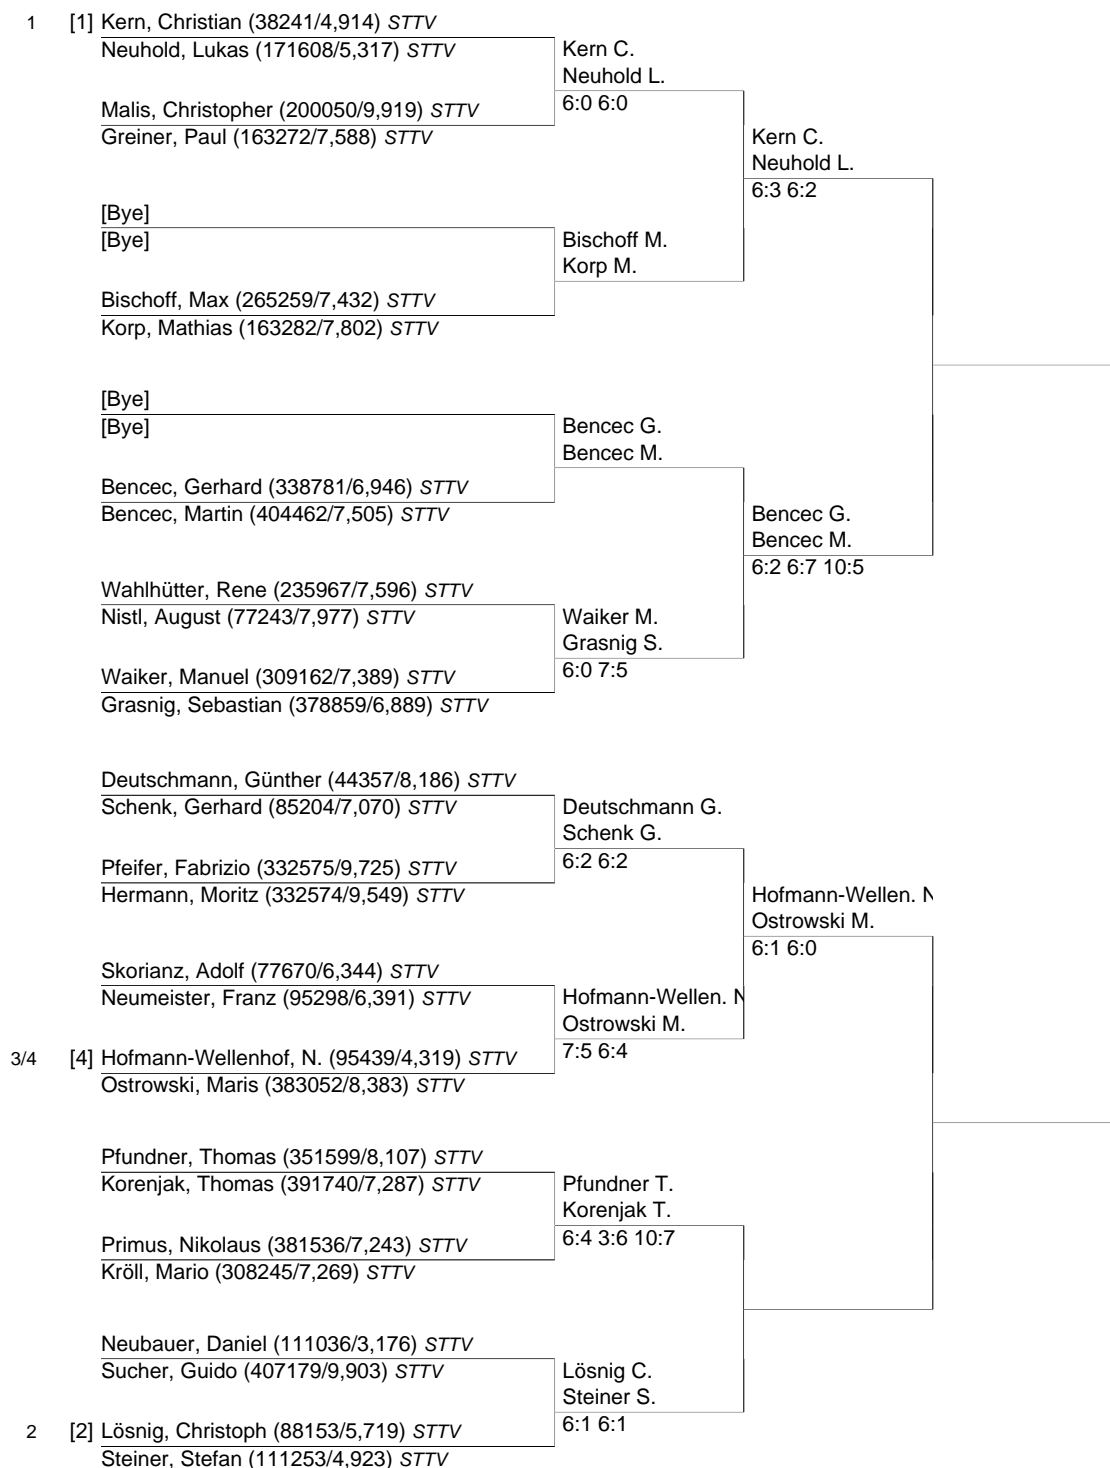 1 [1] Kern, Christian (38241/4,914) STTV
Neuhold, Lukas (171608/5,317) STTV
Kern C.
Neuhold L.
6:0 6:0
Malis, Christopher (200050/9,919) STTV
Greiner, Paul (163272/7,588) STTV
Kern C.
Neuhold L.
6:3 6:2
[Bye]
[Bye]
Bischoff M.
Korp M.
Bischoff, Max (265259/7,432) STTV
Korp, Mathias (163282/7,802) STTV
[Bye]
[Bye]
Bencec G.
Bencec M.
Bencec, Gerhard (338781/6,946) STTV
Bencec, Martin (404462/7,505) STTV
Bencec G.
Bencec M.
6:2 6:7 10:5
Wahlhütter, Rene (235967/7,596) STTV
Nistl, August (77243/7,977) STTV
Waiker M.
Grasnig S.
6:0 7:5
Waiker, Manuel (309162/7,389) STTV
Grasnig, Sebastian (378859/6,889) STTV
Deutschmann, Günther (44357/8,186) STTV
Schenk, Gerhard (85204/7,070) STTV
Deutschmann G.
Schenk G.
6:2 6:2
Pfeifer, Fabrizio (332575/9,725) STTV
Hermann, Moritz (332574/9,549) STTV
Hofmann-Wellen. N
Ostrowski M.
6:1 6:0
Skorianz, Adolf (77670/6,344) STTV
Neumeister, Franz (95298/6,391) STTV
Hofmann-Wellen. N
Ostrowski M.
7:5 6:4
3/4 [4] Hofmann-Wellenhof, N. (95439/4,319) STTV
Ostrowski, Maris (383052/8,383) STTV
Pfundner, Thomas (351599/8,107) STTV
Korenjak, Thomas (391740/7,287) STTV
Pfundner T.
Korenjak T.
6:4 3:6 10:7
Primus, Nikolaus (381536/7,243) STTV
Kröll, Mario (308245/7,269) STTV
Neubauer, Daniel (111036/3,176) STTV
Sucher, Guido (407179/9,903) STTV
Lösnig C.
Steiner S.
6:1 6:1
2 [2] Lösnig, Christoph (88153/5,719) STTV
Steiner, Stefan (111253/4,923) STTV